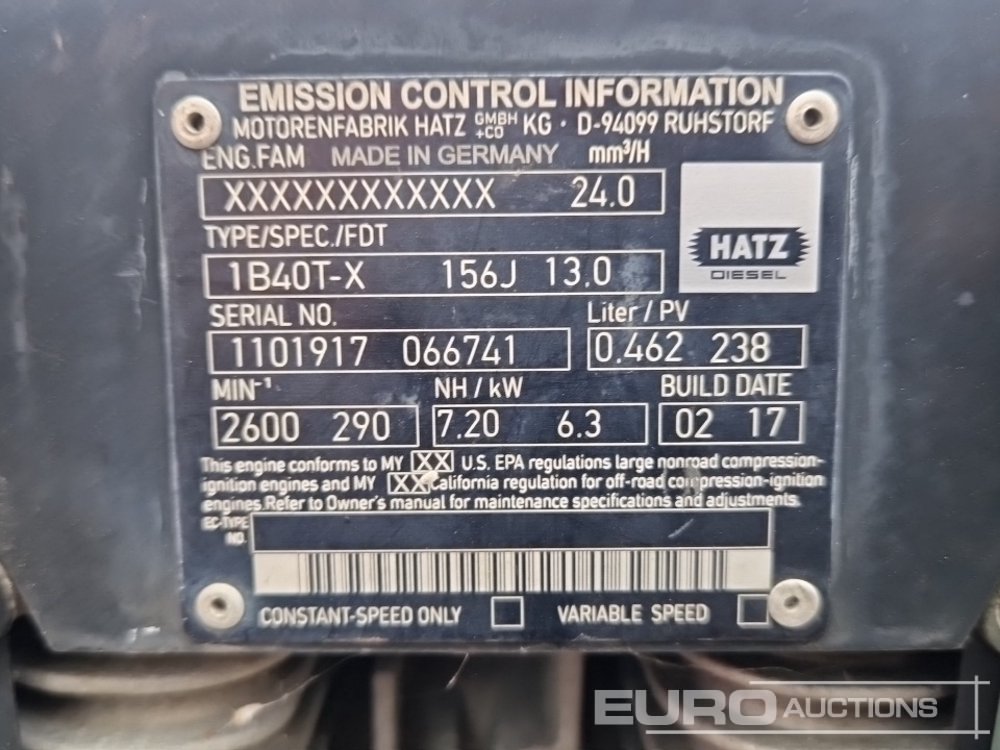 EMISSION CONTROL INFORMATION
MOTORENFABRIK HATZ GMBH +CO KG · D-94099 RUHSTORF
ENG.FAM MADE IN GERMANY mm³/H
XXXXXXXXXXXX 24.0
HATZ
DIESEL
TYPE/SPEC./FDT
1B40T-X 156J 13.0
SERIAL NO. Liter / PV
1101917 066741 0.462 238
MIN⁻¹ NH / kW BUILD DATE
2600 290 7.20 6.3 02 17
This engine conforms to MY XX U.S. EPA regulations large nonroad compression-
ignition engines and MY XX California regulation for off-road compression-ignition
engines. Refer to Owner's manual for maintenance specifications and adjustments.
EC-TYPE
NO.
CONSTANT-SPEED ONLY VARIABLE SPEED
EURO AUCTIONS